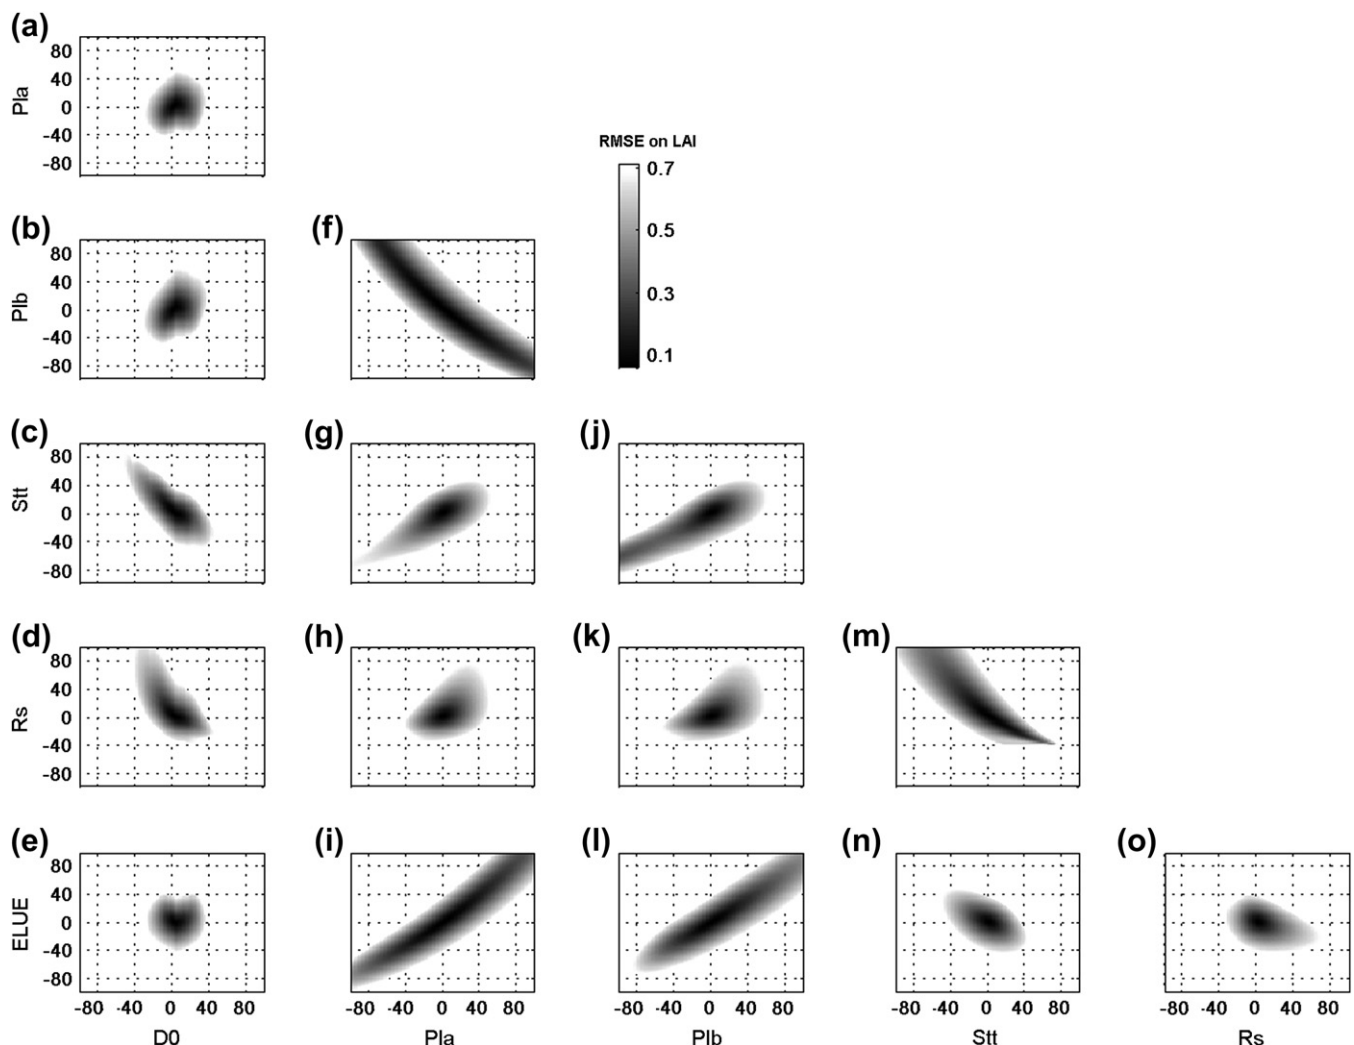 (a)
80
40
0
-40
-80
Pla
RMSE on LAI
0.7
0.5
0.3
0.1
(b)
80
40
0
-40
-80
Plb
(f)
(c)
80
40
0
-40
-80
Stt
(g)
(j)
(d)
80
40
0
-40
-80
Rs
(h)
(k)
(m)
(e)
80
40
0
-40
-80
ELUE
(i)
(l)
(n)
(o)
-80 -40 0 40 80
-80 -40 0 40 80
-80 -40 0 40 80
-80 -40 0 40 80
-80 -40 0 40 80
D0
Pla
Plb
Stt
Rs